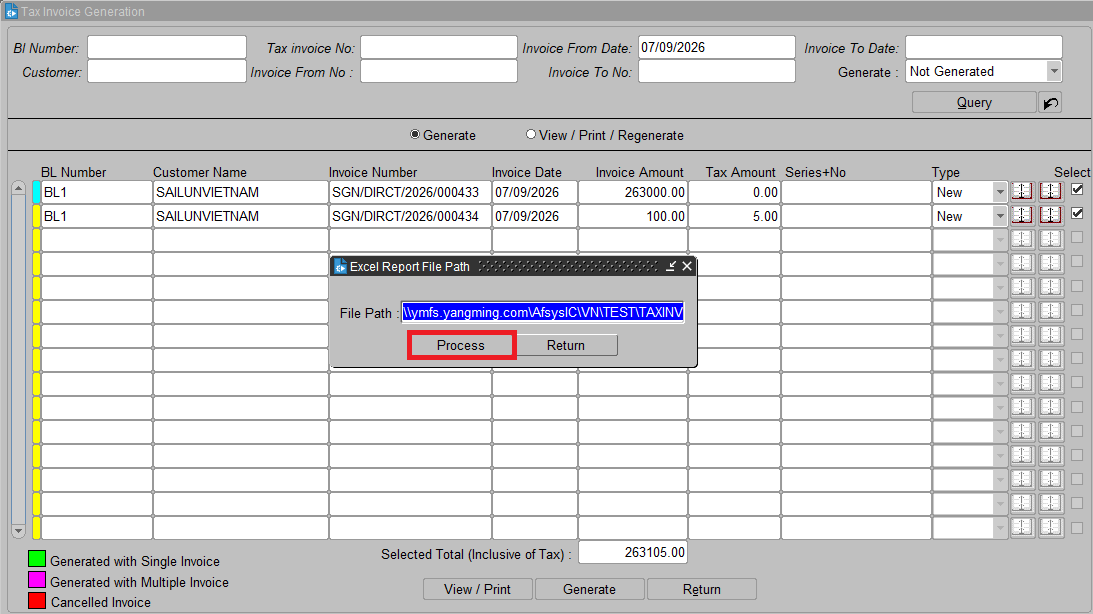 Tax Invoice Generation
Bl Number: Tax invoice No: Invoice From Date: 07/09/2026 Invoice To Date:
Customer: Invoice From No : Invoice To No: Generate : Not Generated
Query
Generate View / Print / Regenerate
BL Number Customer Name Invoice Number Invoice Date Invoice Amount Tax Amount Series+No Type Select
BL1 SAILUNVIETNAM SGN/DIRCT/2026/000433 07/09/2026 263000.00 0.00 New
BL1 SAILUNVIETNAM SGN/DIRCT/2026/000434 07/09/2026 100.00 5.00 New
Excel Report File Path
File Path : \\ymfs.yangming.com\AfsysIC\VN\TEST\TAXINV
Process Return
Selected Total (Inclusive of Tax) : 263105.00
Generated with Single Invoice
Generated with Multiple Invoice
Cancelled Invoice
View / Print Generate Return